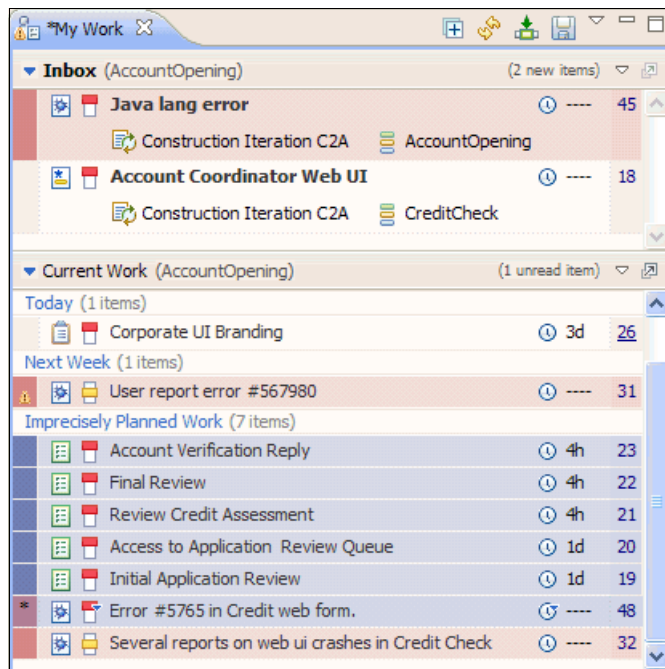 *My Work
Inbox (AccountOpening) (2 new items)
Java lang error ---- 45
Construction Iteration C2A AccountOpening
Account Coordinator Web UI ---- 18
Construction Iteration C2A CreditCheck
Current Work (AccountOpening) (1 unread item)
Today (1 items)
Corporate UI Branding 3d 26
Next Week (1 items)
User report error #567980 ---- 31
Imprecisely Planned Work (7 items)
Account Verification Reply 4h 23
Final Review 4h 22
Review Credit Assessment 4h 21
Access to Application Review Queue 1d 20
Initial Application Review 1d 19
* Error #5765 in Credit web form. ---- 48
Several reports on web ui crashes in Credit Check ---- 32